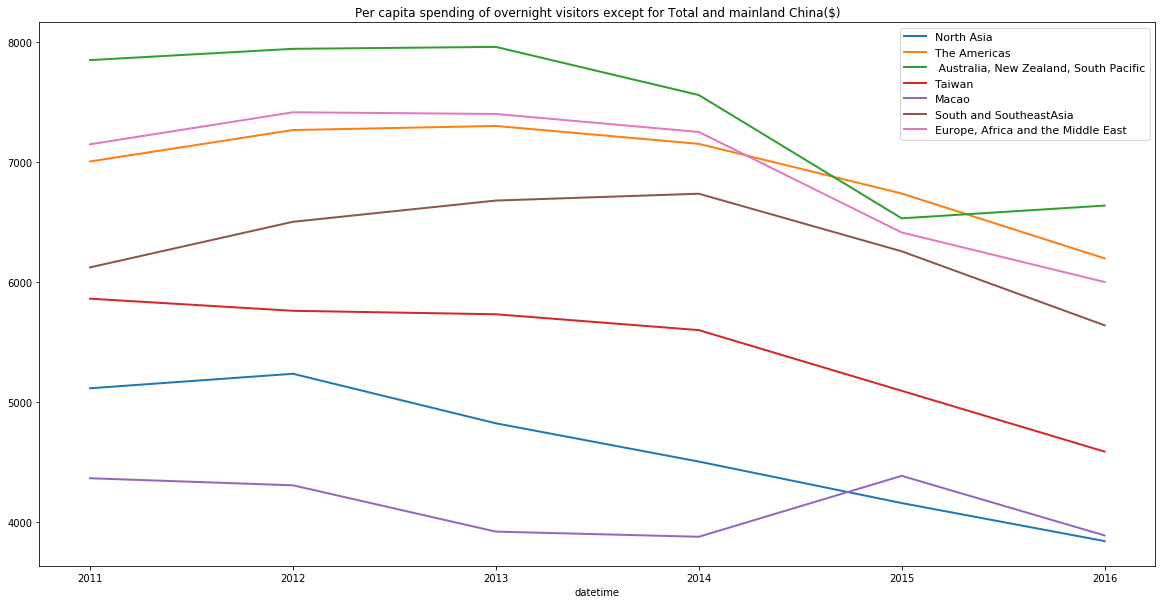 Per capita spending of overnight visitors except for Total and mainland China($)
8000
7000
6000
5000
4000
North Asia
The Americas
Australia, New Zealand, South Pacific
Taiwan
Macao
South and SoutheastAsia
Europe, Africa and the Middle East
2011 2012 2013 2014 2015 2016
datetime